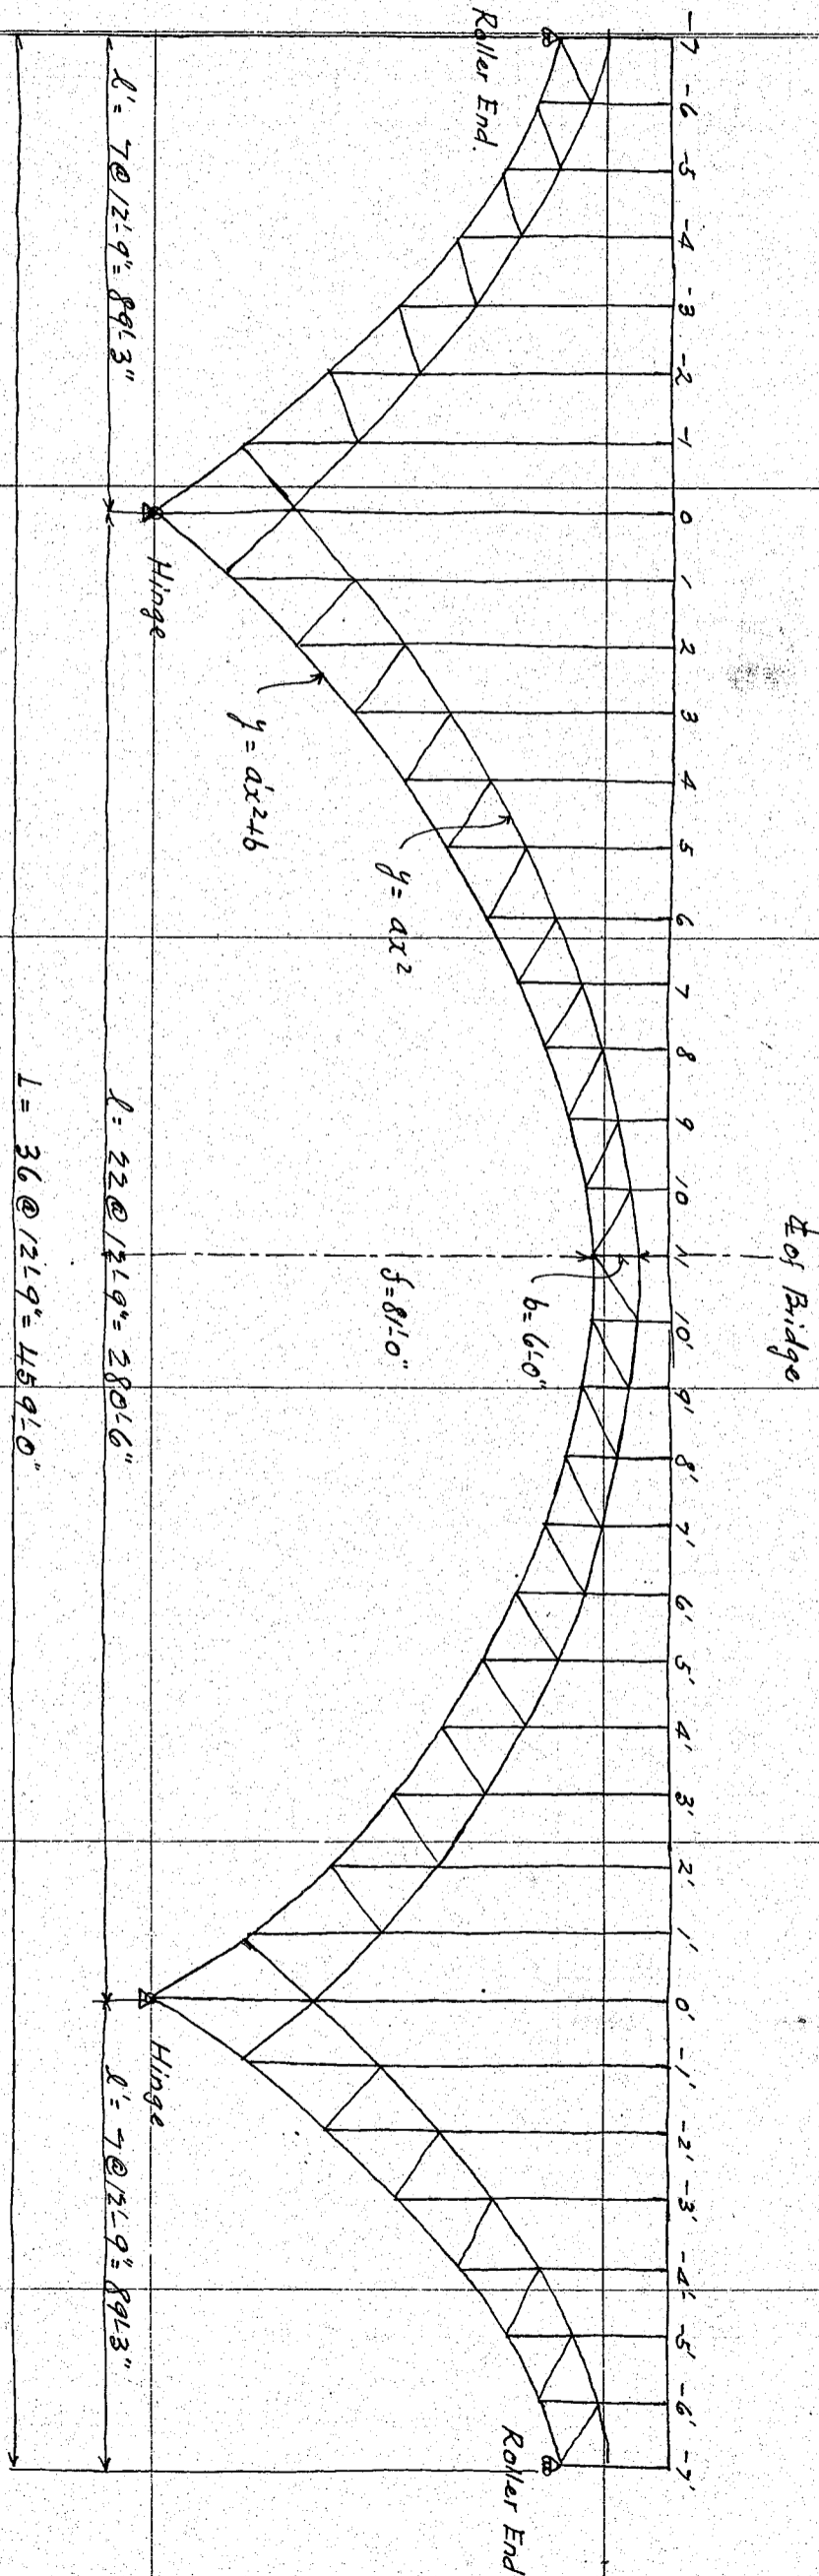 ℄ of Bridge
-7 -6 -5 -4 -3 -2 -1 0 1 2 3 4 5 6 7 8 9 10 11 10' 9' 8' 7' 6' 5' 4' 3' 2' 1' 0' -1' -2' -3' -4' -5' -6' -7'
Roller End.
Roller End
b=6'-0"
y = ax²
f=81'-0"
y = a'x²+b
Hinge
Hinge
l'= 7@12'-9"= 89'-3"
l= 22@12'-9"= 280'-6"
l'= 7@12'-9"= 89'-3"
L= 36@12'-9"= 459'-0"